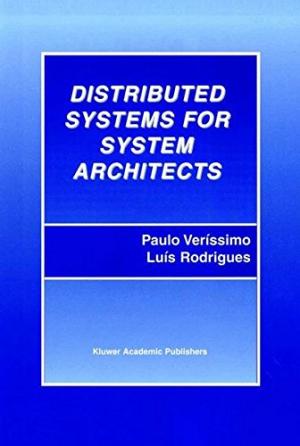 DISTRIBUTED
SYSTEMS FOR
SYSTEM
ARCHITECTS
Paulo Veríssimo
Luís Rodrigues
Kluwer Academic Publishers